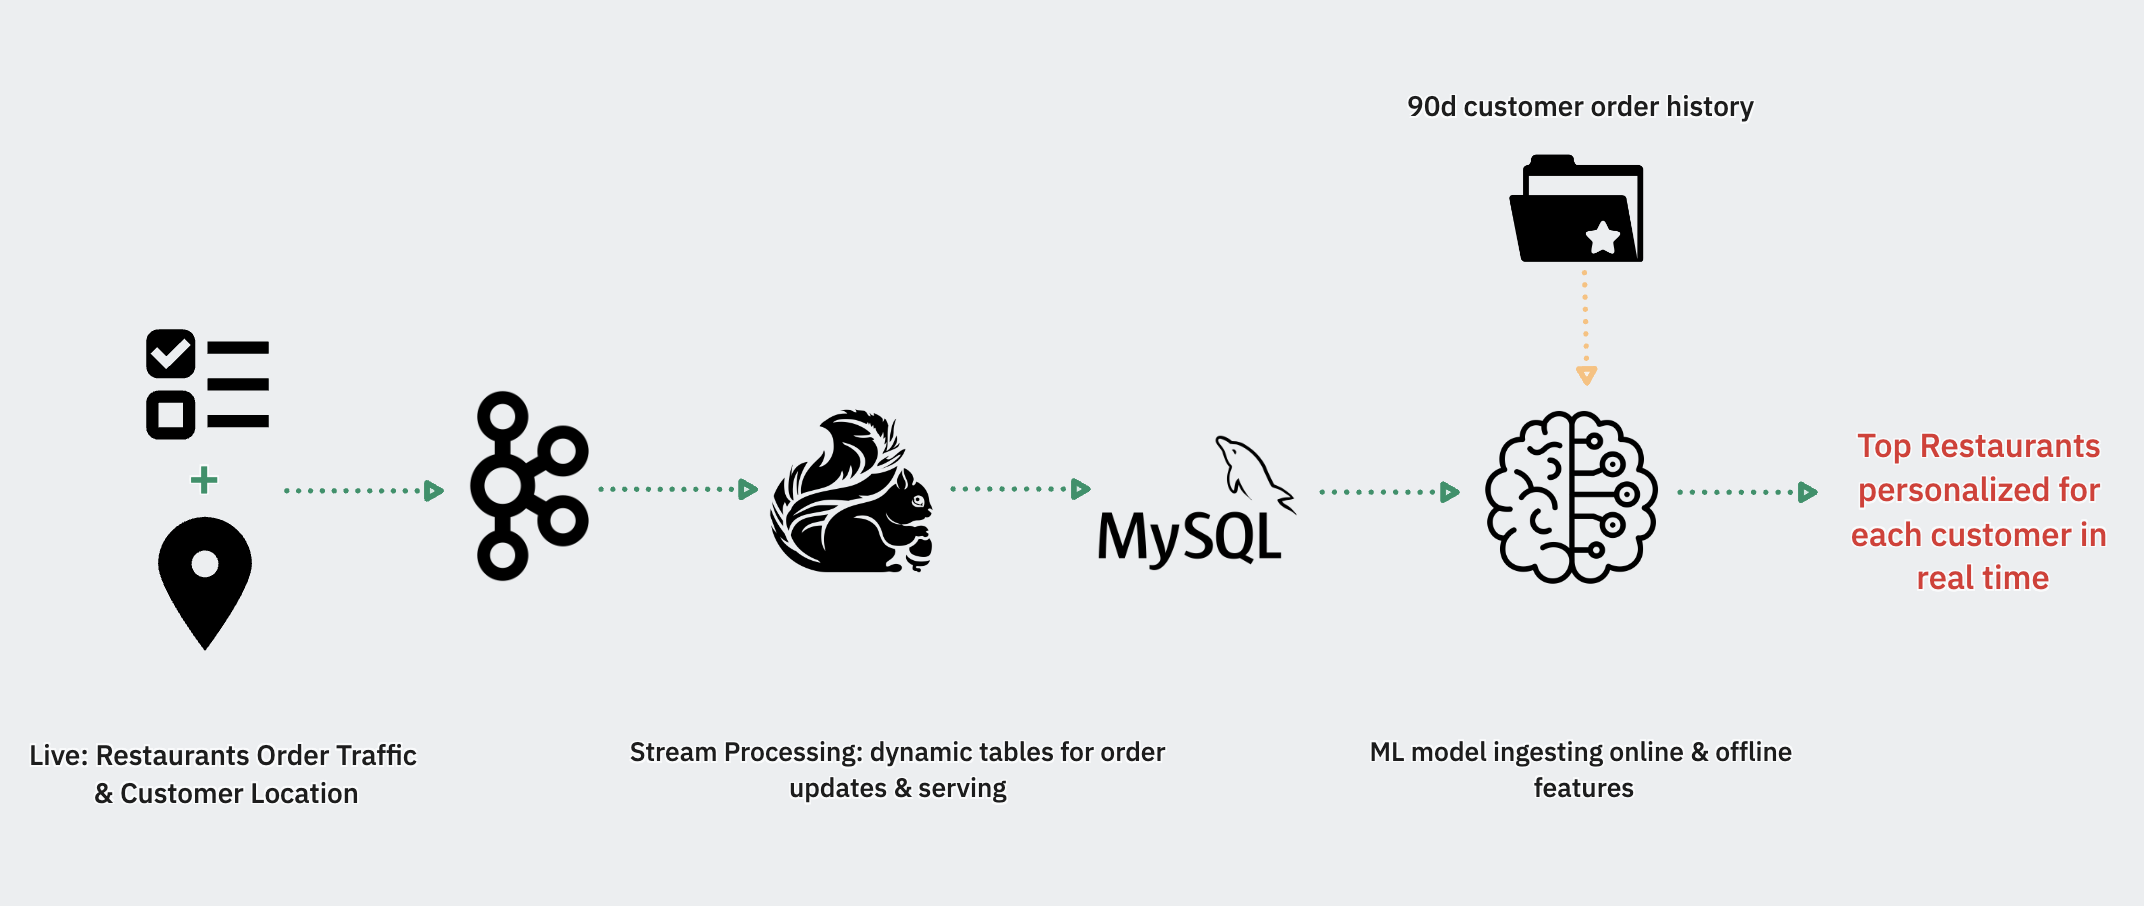 90d customer order history
+
MySQL
Top Restaurants
personalized for
each customer in
real time
Live: Restaurants Order Traffic
& Customer Location
Stream Processing: dynamic tables for order
updates & serving
ML model ingesting online & offline
features